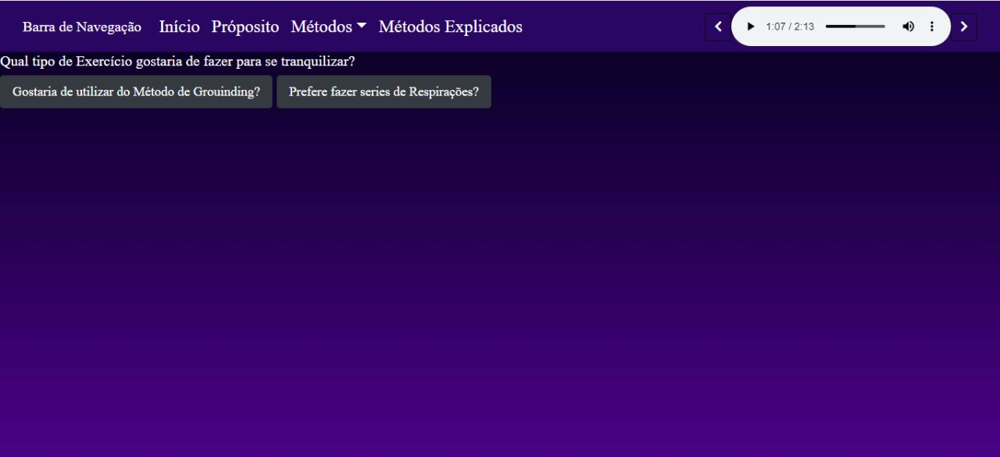 Barra de Navegação Início Próposito Métodos Métodos Explicados 1:07 / 2:13
Qual tipo de Exercício gostaria de fazer para se tranquilizar?
Gostaria de utilizar do Método de Grouinding? Prefere fazer series de Respirações?